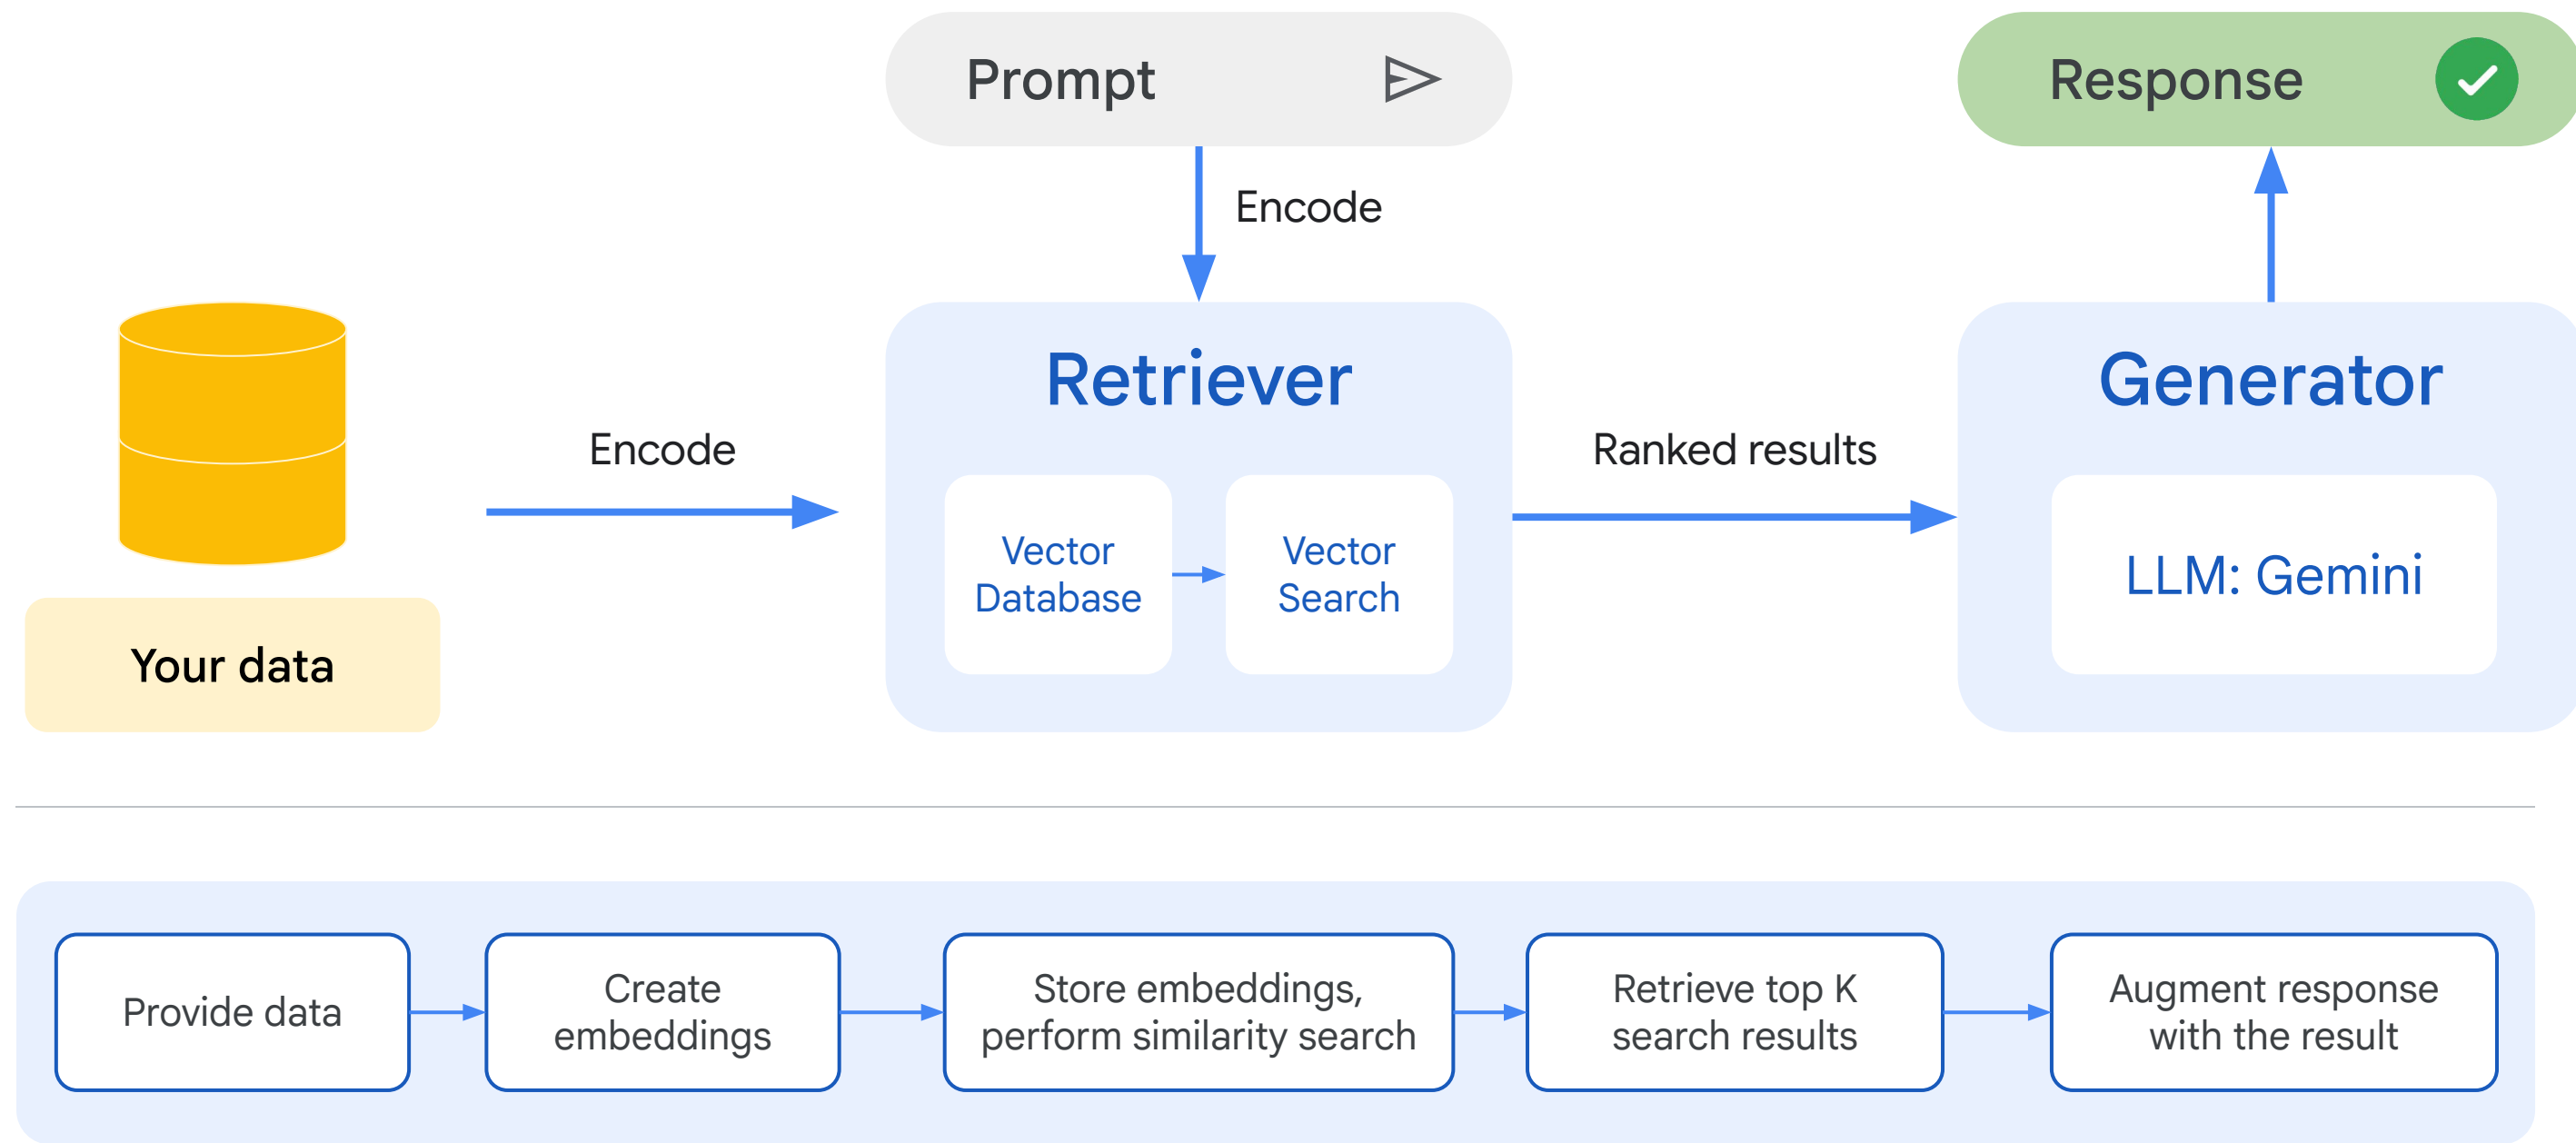 Prompt
Response
Encode
Retriever
Generator
Encode
Ranked results
Vector
Database
Vector
Search
LLM: Gemini
Your data
Provide data
Create
embeddings
Store embeddings,
perform similarity search
Retrieve top K
search results
Augment response
with the result